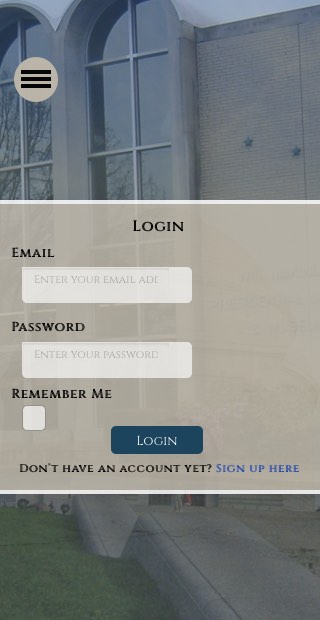 Login
Email
Enter your email ade
Password
Enter your password
Remember Me
Login
Don't have an account yet? Sign up here